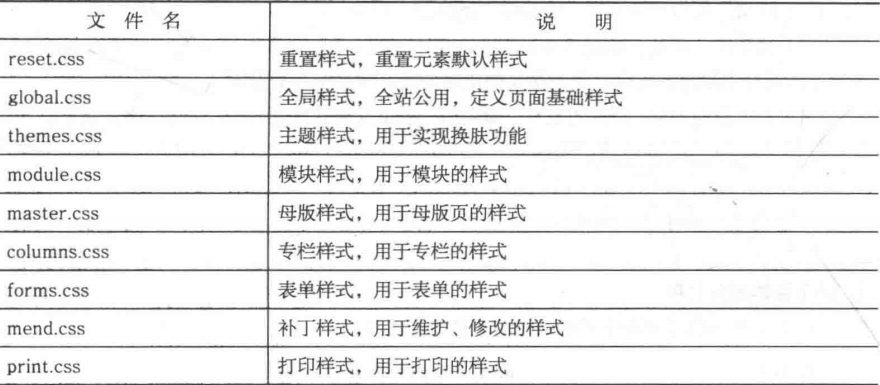 文 件 名 说 明
reset.css 重置样式，重置元素默认样式
global.css 全局样式，全站公用，定义页面基础样式
themes.css 主题样式，用于实现换肤功能
module.css 模块样式，用于模块的样式
master.css 母版样式，用于母版页的样式
columns.css 专栏样式，用于专栏的样式
forms.css 表单样式，用于表单的样式
mend.css 补丁样式，用于维护、修改的样式
print.css 打印样式，用于打印的样式